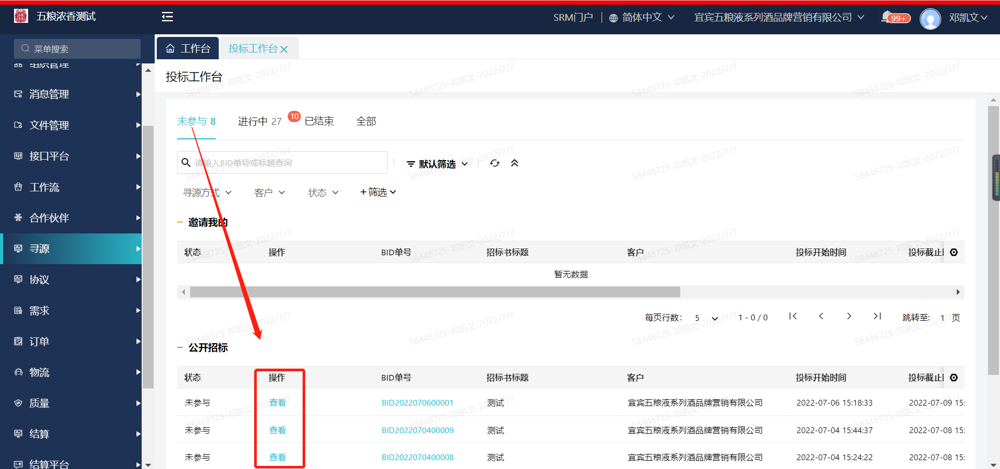 五粮浓香测试
SRM门户 简体中文 宜宾五粮液系列酒品牌营销有限公司 99+ 邓凯文
菜单搜索
工作台 投标工作台
组织管理
消息管理
文件管理
接口平台
工作流
合作伙伴
寻源
协议
需求
订单
物流
质量
结算
结算平台
投标工作台
未参与 8 进行中 27 10 已结束 全部
请输入BID单号或标题查询 默认筛选
寻源方式 客户 状态 +筛选
邀请我的
状态 操作 BID单号 招标书标题 客户 投标开始时间 投标截止
暂无数据
每页行数: 5 1 - 0 / 0 跳转至: 1 页
公开招标
状态 操作 BID单号 招标书标题 客户 投标开始时间 投标截止
未参与 查看 BID2022070600001 测试 宜宾五粮液系列酒品牌营销有限公司 2022-07-06 15:18:33 2022-07-09 15:
未参与 查看 BID2022070400009 测试 宜宾五粮液系列酒品牌营销有限公司 2022-07-04 15:44:37 2022-07-08 15:
未参与 查看 BID2022070400008 测试 宜宾五粮液系列酒品牌营销有限公司 2022-07-04 15:24:22 2022-07-08 15:
58448725-邓凯文-2022/7/7